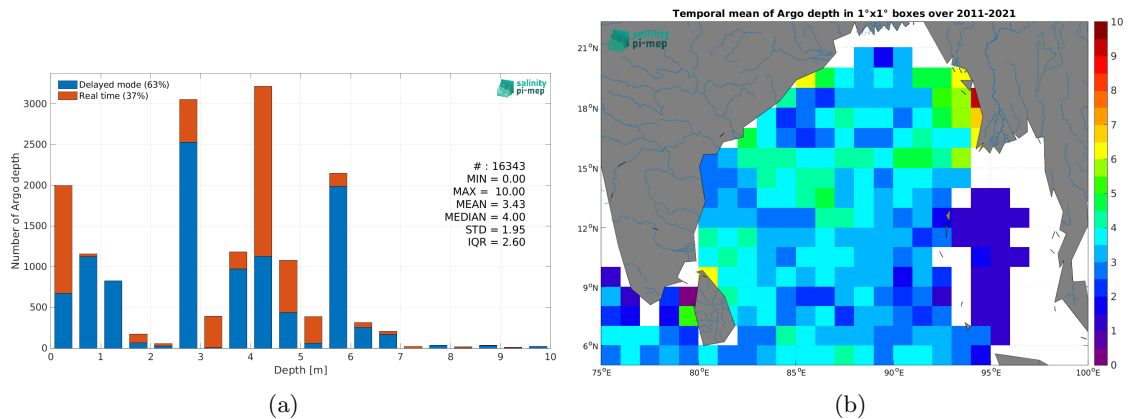 Delayed mode (63%)
Real time (37%)
salinity
pi-mep
# : 16343
MIN = 0.00
MAX = 10.00
MEAN = 3.43
MEDIAN = 4.00
STD = 1.95
IQR = 2.60
Number of Argo depth
3000
2500
2000
1500
1000
500
0
0 1 2 3 4 5 6 7 8 9 10
Depth [m]
(a)
Temporal mean of Argo depth in 1°x1° boxes over 2011-2021
salinity
pi-mep
21°N
18°N
15°N
12°N
9°N
6°N
75°E 80°E 85°E 90°E 95°E 100°E
10
9
8
7
6
5
4
3
2
1
0
(b)